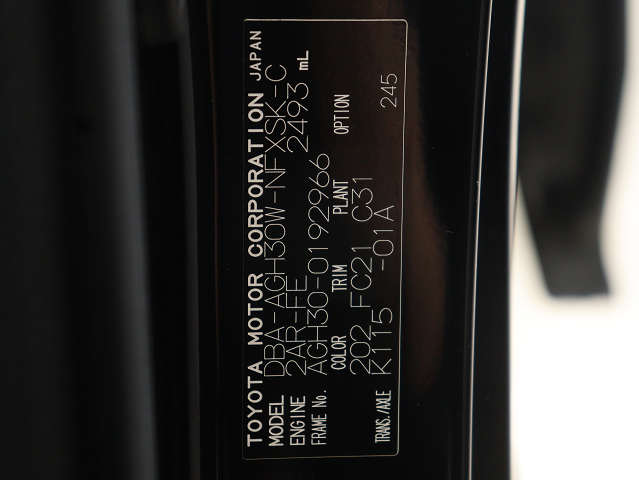 TOYOTA MOTOR CORPORATION JAPAN
MODEL DBA-AGH30W-NFXSK-C
ENGINE 2AR-FE 2493 mL
FRAME No. AGH30-0192966
COLOR TRIM PLANT OPTION
202 FC21 C31
TRANS./AXLE K115 -01A 245